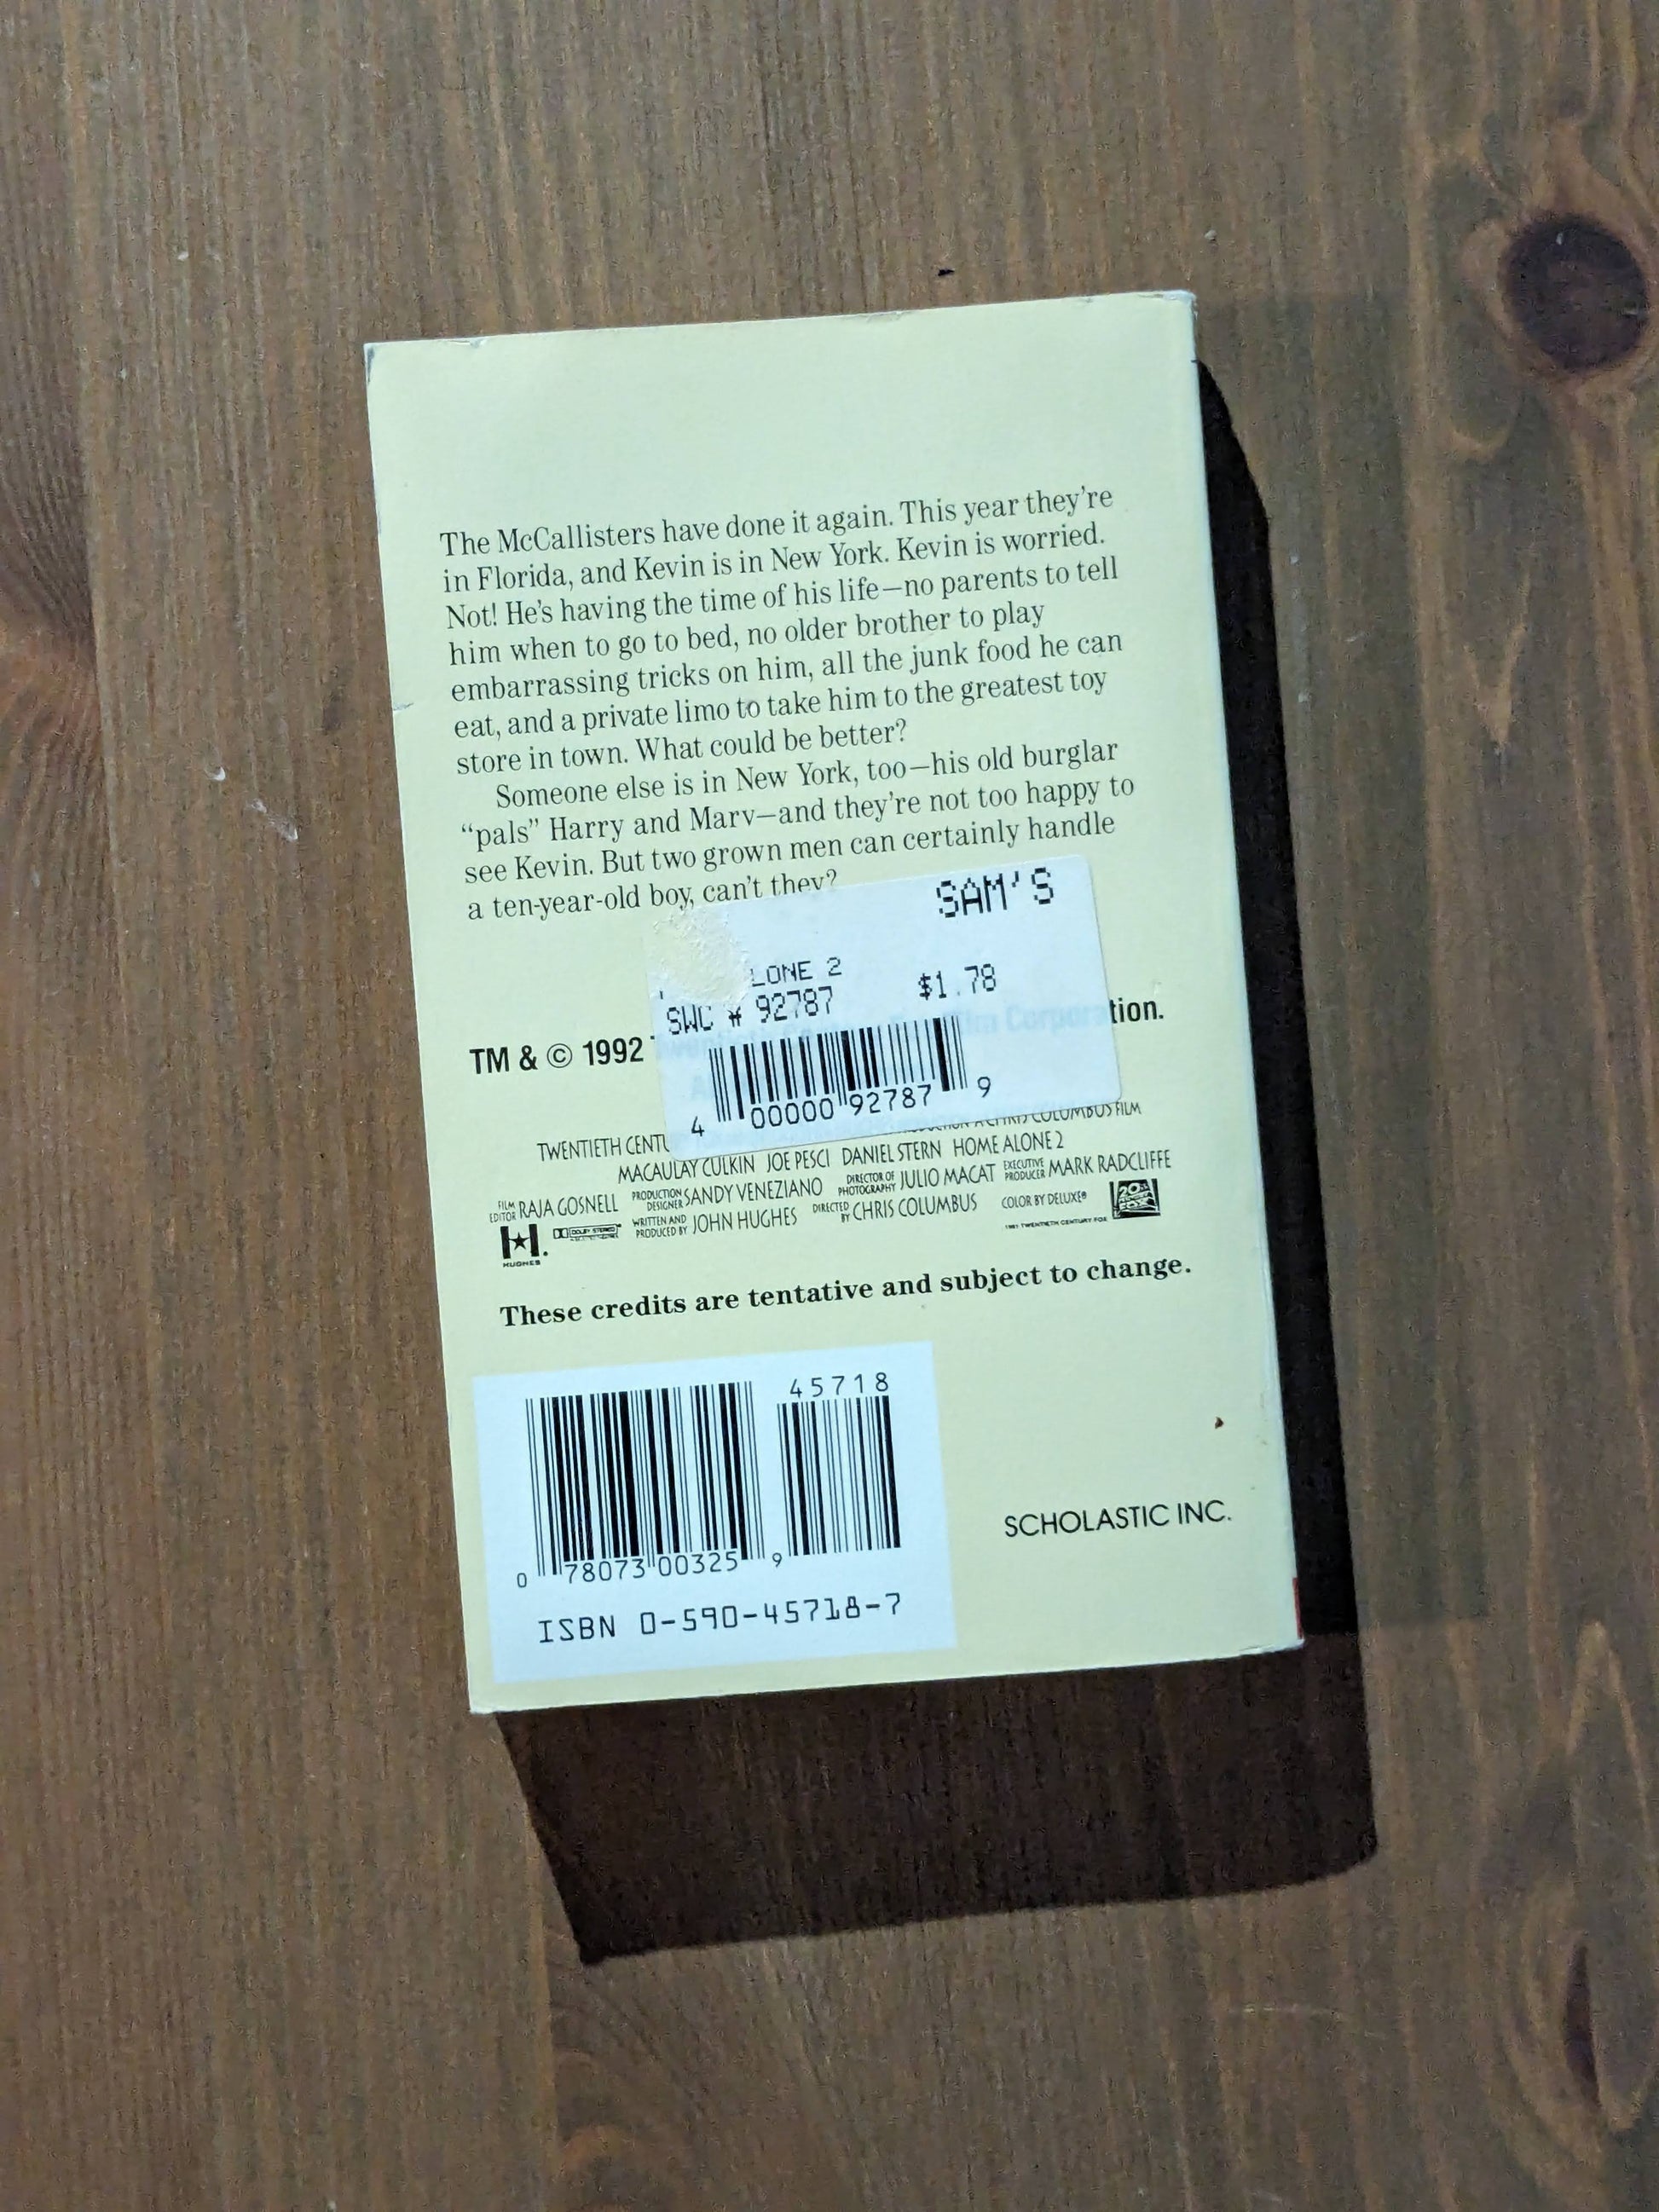 The McCallisters have done it again. This year they're
in Florida, and Kevin is in New York. Kevin is worried.
Not! He's having the time of his life—no parents to tell
him when to go to bed, no older brother to play
embarrassing tricks on him, all the junk food he can
eat, and a private limo to take him to the greatest toy
store in town. What could be better?
Someone else is in New York, too—his old burglar
“pals” Harry and Marv—and they're not too happy to
see Kevin. But two grown men can certainly handle
a ten-year-old boy, can't they?
SAM'S
LONE 2
SWC # 92787 $1.78
4 00000 92787 9
TM & © 1992 tion.
TWENTIETH CENTU A CHRIS COLUMBUS FILM
MACAULAY CULKIN JOE PESCI DANIEL STERN HOME ALONE 2
FILM EDITOR RAJA GOSNELL PRODUCTION DESIGNER SANDY VENEZIANO DIRECTOR OF PHOTOGRAPHY JULIO MACAT EXECUTIVE PRODUCER MARK RADCLIFFE
HUGHES DOLBY STEREO WRITTEN AND PRODUCED BY JOHN HUGHES DIRECTED BY CHRIS COLUMBUS COLOR BY DELUXE®
TWENTIETH CENTURY FOX
These credits are tentative and subject to change.
45718
0 78073 00325 9
ISBN 0-590-45718-7
SCHOLASTIC INC.